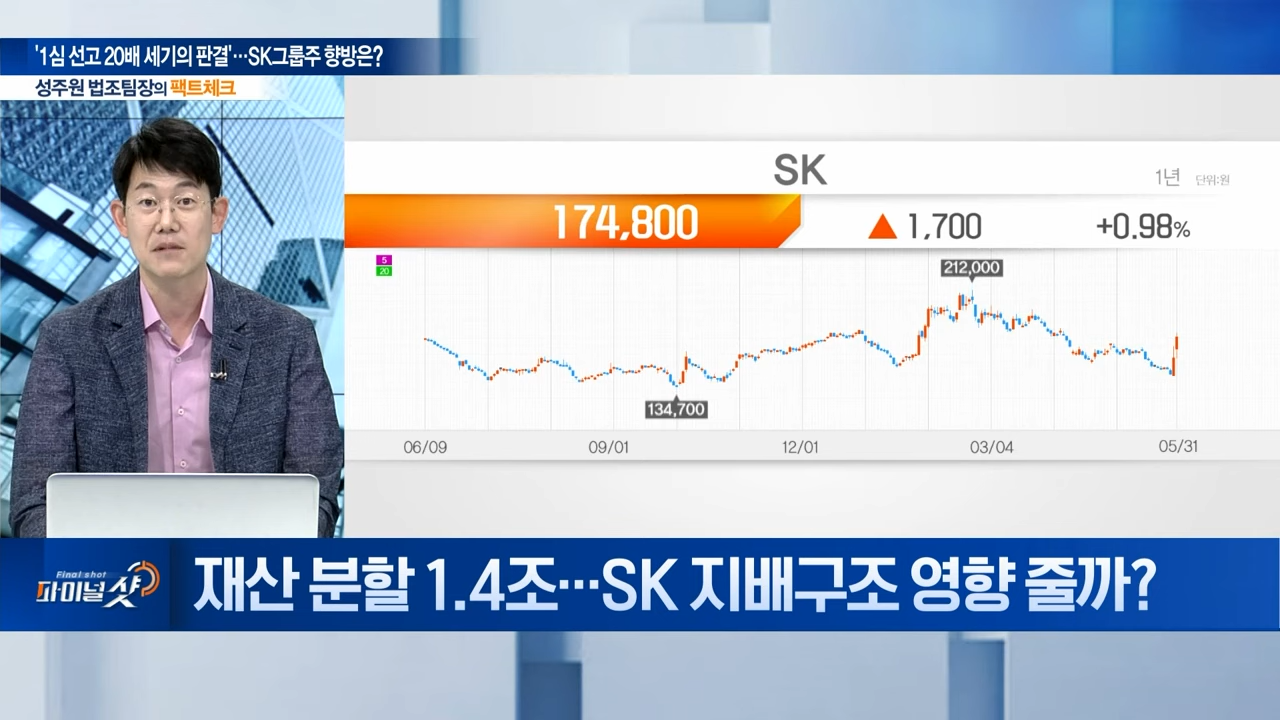 '1심 선고 20배 세기의 판결'…SK그룹주 향방은?
성주원 법조팀장의 팩트체크
SK
1년 단위:원
174,800 ▲ 1,700 +0.98%
5
20
212,000
134,700
06/09 09/01 12/01 03/04 05/31
Final shot
파이널샷
재산 분할 1.4조…SK 지배구조 영향 줄까?